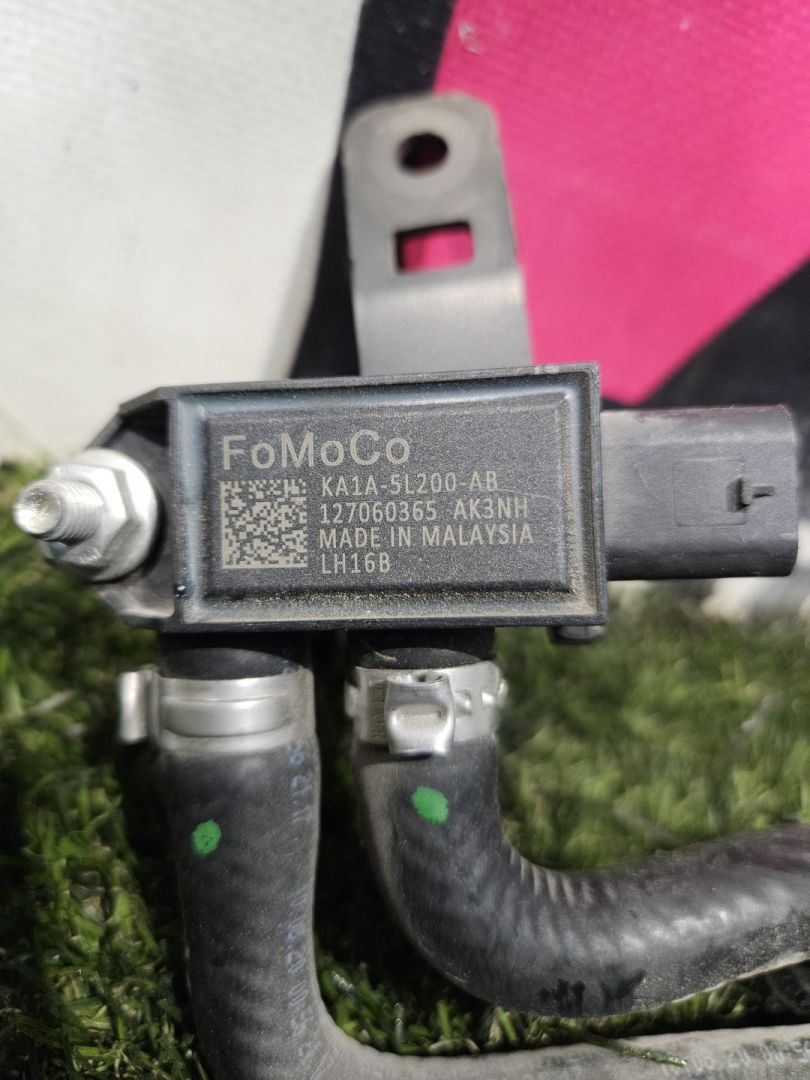 FoMoCo
KA1A-5L200-AB
127060365 AK3NH
MADE IN MALAYSIA
LH16B